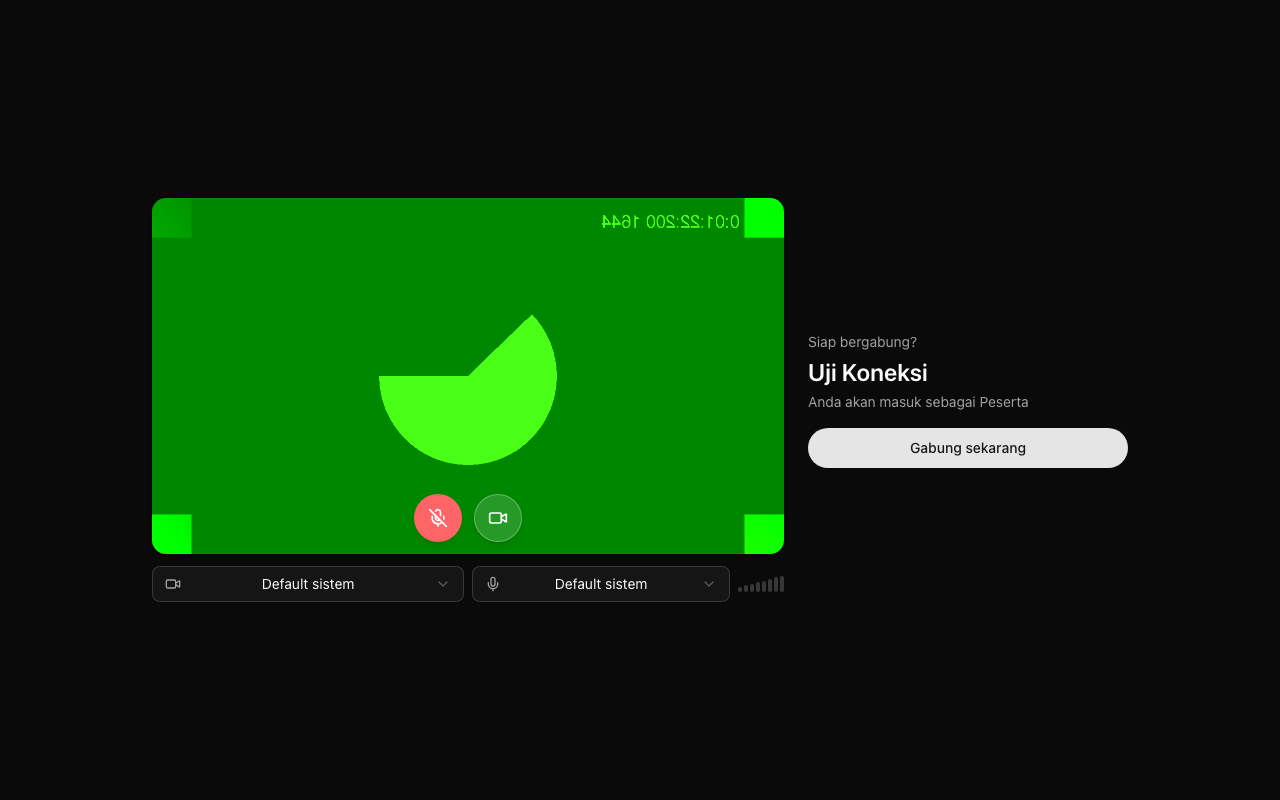 0:01:22:200 1644
Siap bergabung?
Uji Koneksi
Anda akan masuk sebagai Peserta
Gabung sekarang
Default sistem
Default sistem